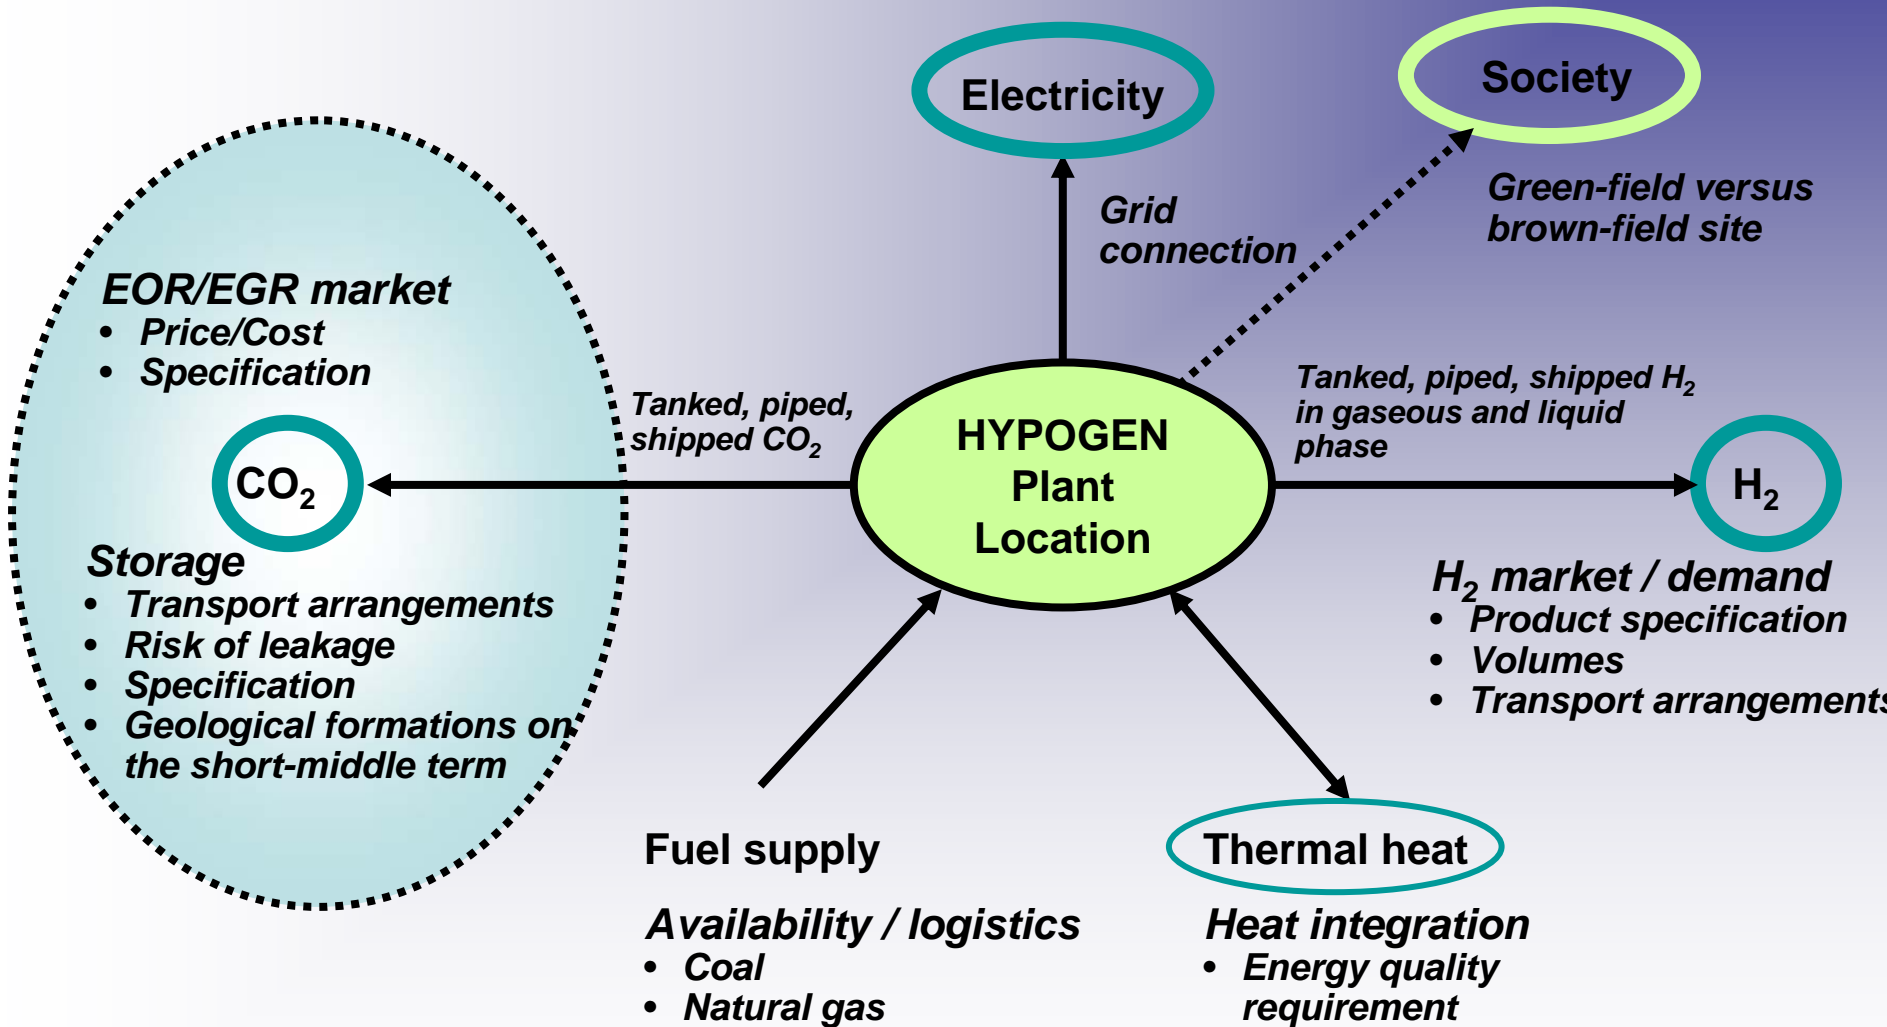 Electricity
Society
Grid
connection
Green-field versus
brown-field site
EOR/EGR market
• Price/Cost
• Specification
Tanked, piped,
shipped CO₂
CO₂
Storage
• Transport arrangements
• Risk of leakage
• Specification
• Geological formations on
the short-middle term
HYPOGEN
Plant
Location
Tanked, piped, shipped H₂
in gaseous and liquid
phase
H₂
H₂ market / demand
• Product specification
• Volumes
• Transport arrangements
Fuel supply
Availability / logistics
• Coal
• Natural gas
Thermal heat
Heat integration
• Energy quality
requirement